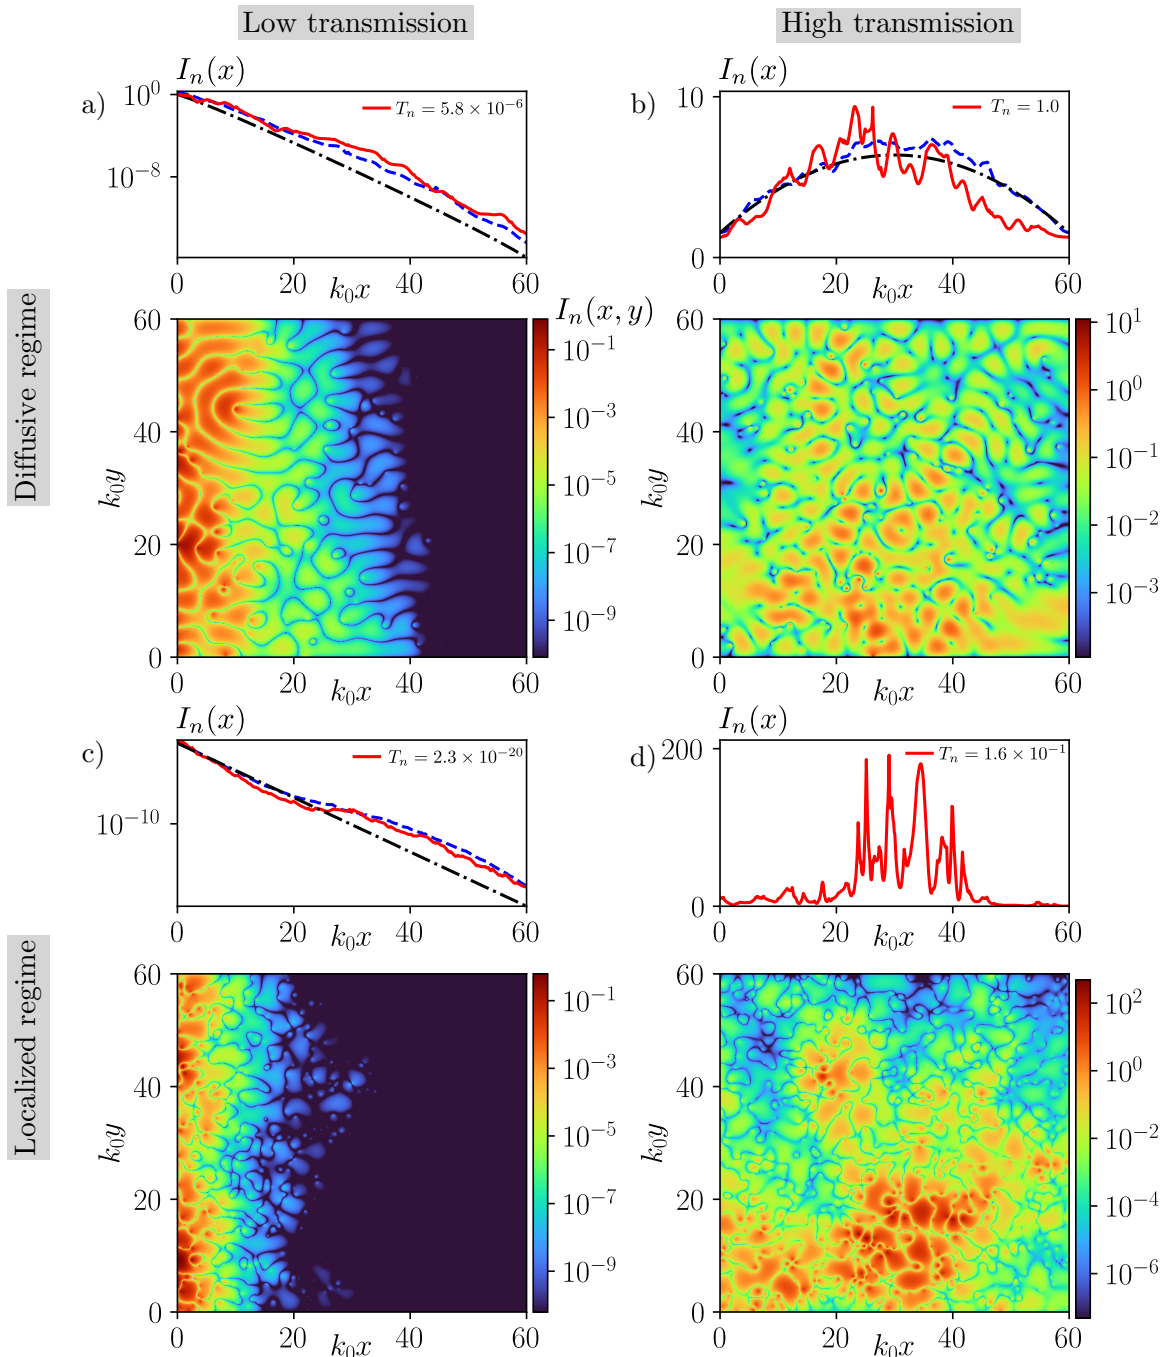 Low transmission
High transmission
Diffusive regime
Localized regime
a)
I_n(x)
10^0
10^{-8}
T_n = 5.8 × 10^{-6}
0 20 40 60
k_0x
b)
I_n(x)
10
0
T_n = 1.0
0 20 40 60
k_0x
I_n(x, y)
60
40
20
0
k_0y
0 20 40 60
k_0x
10^{-1}
10^{-3}
10^{-5}
10^{-7}
10^{-9}
60
40
20
0
k_0y
0 20 40 60
k_0x
10^1
10^0
10^{-1}
10^{-2}
10^{-3}
c)
I_n(x)
10^{-10}
T_n = 2.3 × 10^{-20}
0 20 40 60
k_0x
d)
I_n(x)
200
0
T_n = 1.6 × 10^{-1}
0 20 40 60
k_0x
60
40
20
0
k_0y
0 20 40 60
k_0x
10^{-1}
10^{-3}
10^{-5}
10^{-7}
10^{-9}
60
40
20
0
k_0y
0 20 40 60
k_0x
10^2
10^0
10^{-2}
10^{-4}
10^{-6}